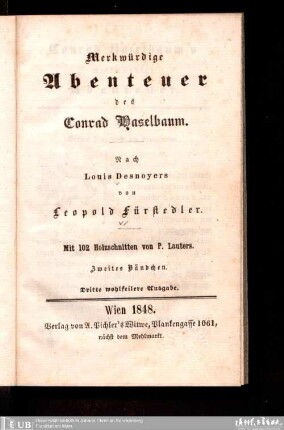 Merkwürdige
Abenteuer
des
Conrad Haselbaum.
Nach
Louis Desnoyers
von
Leopold Fürstedler.
Mit 102 Holzschnitten von P. Lauters.
Zweites Bändchen.
Dritte wohlfeilere Ausgabe.
Wien 1848.
Verlag von A. Pichler's Witwe, Plankengasse 1061,
nächst dem Mehlmarkt.
UB